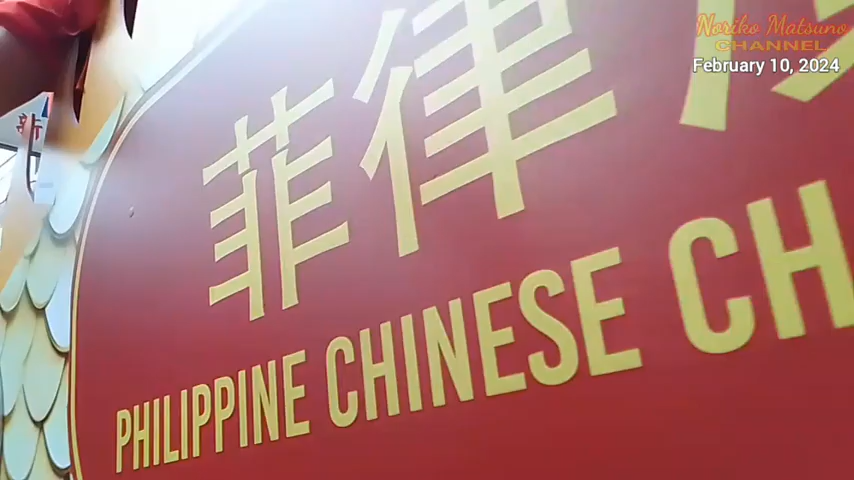 Noriko Matsuno
CHANNEL
February 10, 2024
菲律
PHILIPPINE CHINESE CH